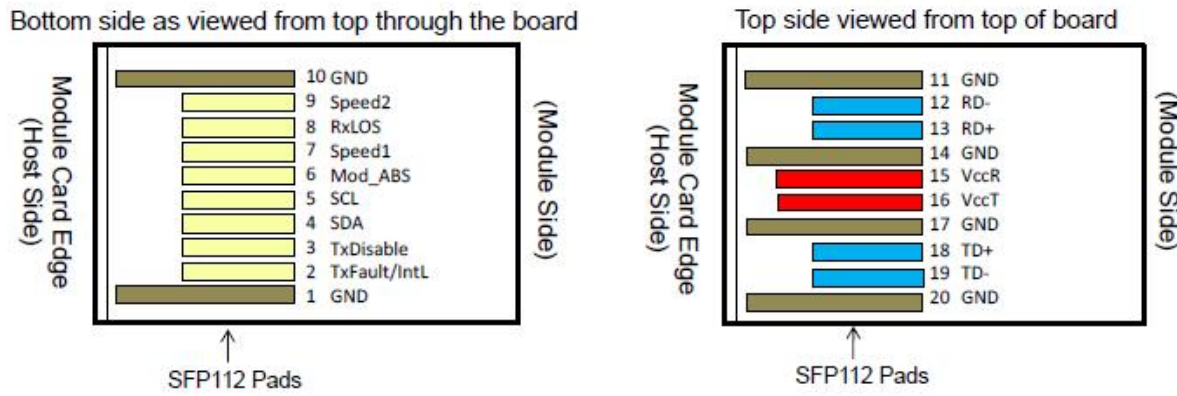 Bottom side as viewed from top through the board
Module Card Edge
(Host Side)
10 GND
9 Speed2
8 RxLOS
7 Speed1
6 Mod_ABS
5 SCL
4 SDA
3 TxDisable
2 TxFault/IntL
1 GND
(Module Side)
SFP112 Pads
Top side viewed from top of board
Module Card Edge
(Host Side)
11 GND
12 RD-
13 RD+
14 GND
15 VccR
16 VccT
17 GND
18 TD+
19 TD-
20 GND
(Module Side)
SFP112 Pads